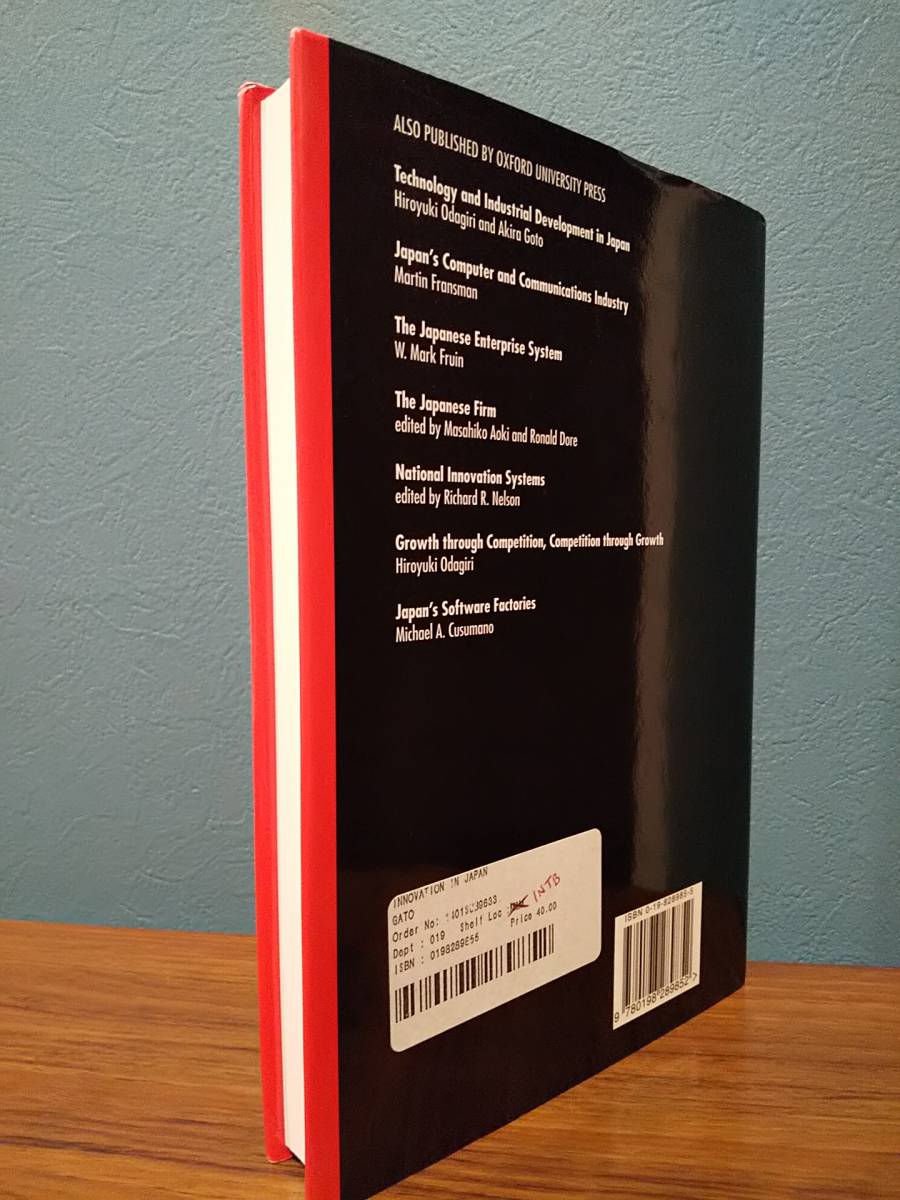 ALSO PUBLISHED BY OXFORD UNIVERSITY PRESS
Technology and Industrial Development in Japan
Hiroyuki Odagiri and Akira Goto
Japan's Computer and Communications Industry
Martin Fransman
The Japanese Enterprise System
W. Mark Fruin
The Japanese Firm
edited by Masahiko Aoki and Ronald Dore
National Innovation Systems
edited by Richard R. Nelson
Growth through Competition, Competition through Growth
Hiroyuki Odagiri
Japan's Software Factories
Michael A. Cusumano
INNOVATION IN JAPAN
GATO
Order No:
Dept : 019 Shelf Loc INTB
ISBN : Price 40.00
ISBN 0-19-828985-5
9 780198 289852 >